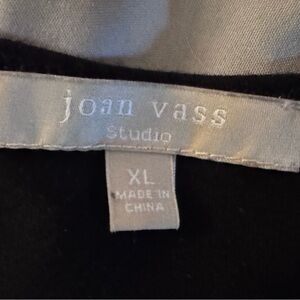 joan vass
studio
XL
MADE IN
CHINA